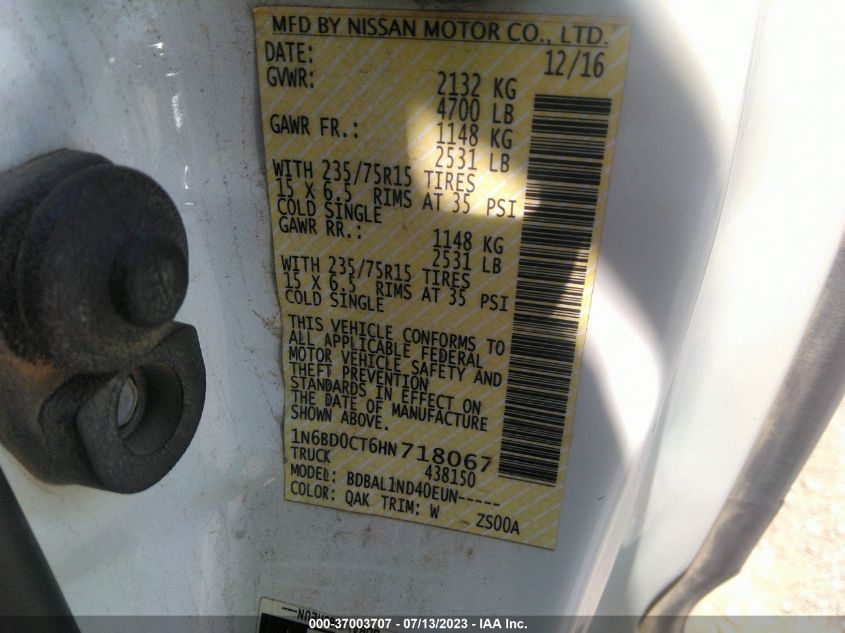 MFD BY NISSAN MOTOR CO., LTD.
DATE: 12/16
GVWR: 2132 KG
4700 LB
GAWR FR.: 1148 KG
2531 LB
WITH 235/75R15 TIRES
15 X 6.5 RIMS AT 35 PSI
COLD SINGLE
GAWR RR.: 1148 KG
2531 LB
WITH 235/75R15 TIRES
15 X 6.5 RIMS AT 35 PSI
COLD SINGLE
THIS VEHICLE CONFORMS TO
ALL APPLICABLE FEDERAL
MOTOR VEHICLE SAFETY AND
THEFT PREVENTION
STANDARDS IN EFFECT ON
THE DATE OF MANUFACTURE
SHOWN ABOVE.
1N6BD0CT6HN718067
TRUCK 438150
MODEL: BDBAL1ND40EUN-----
COLOR: QAK TRIM: W ZS00A
000-37003707 - 07/13/2023 - IAA Inc.